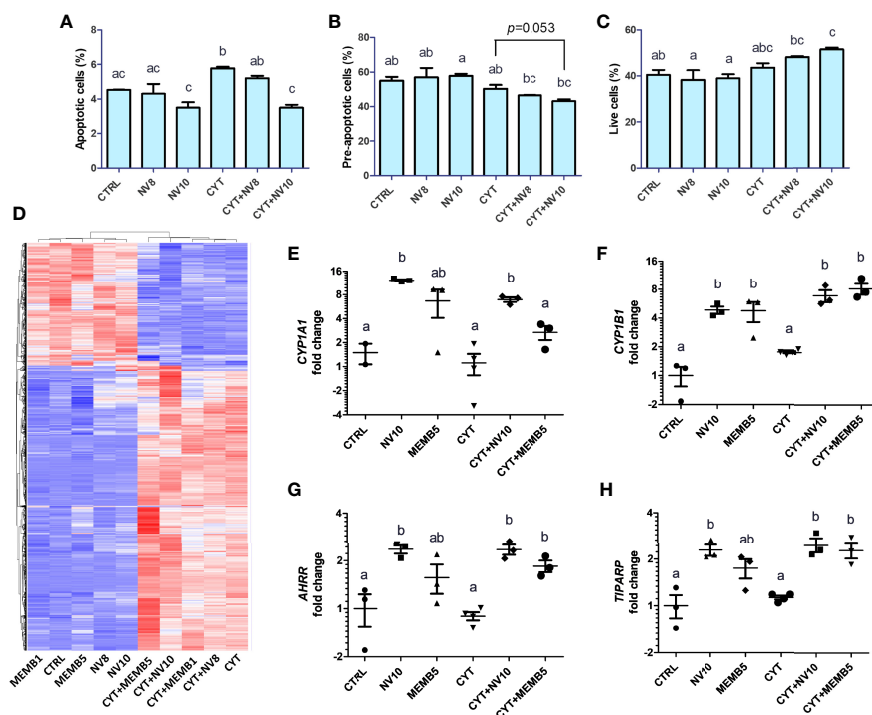 A
Apoptotic cells (%)
8
6
4
2
0
ac
ac
c
b
ab
c
CTRL
NV8
NV10
CYT
CYT+NV8
CYT+NV10
B
Pre-apoptotic cells (%)
80
60
40
20
0
p=0 053
ab
ab
a
ab
bc
bc
CTRL
NV8
NV10
CYT
CYT+NV8
CYT+NV10
C
Live cells (%)
60
40
20
0
ab
a
a
abc
bc
c
CTRL
NV8
NV10
CYT
CYT+NV8
CYT+NV10
D
MEMB1
CTRL
MEMB5
NV8
NV10
CYT+MEMB5
CYT+NV10
CYT+MEMB1
CYT+NV8
CYT
E
CYP1A1
fold change
16
8
4
2
1
-2
-4
a
b
ab
a
b
a
CTRL
NV10
MEMB5
CYT
CYT+NV10
CYT+MEMB5
F
CYP1B1
fold change
16
8
4
2
1
-2
a
b
b
a
b
b
CTRL
NV10
MEMB5
CYT
CYT+NV10
CYT+MEMB5
G
AHRR
fold change
4
2
1
-2
a
b
ab
a
b
b
CTRL
NV10
MEMB5
CYT
CYT+NV10
CYT+MEMB5
H
TIPARP
fold change
4
2
1
-2
a
b
ab
a
b
b
CTRL
NV10
MEMB5
CYT
CYT+NV10
CYT+MEMB5